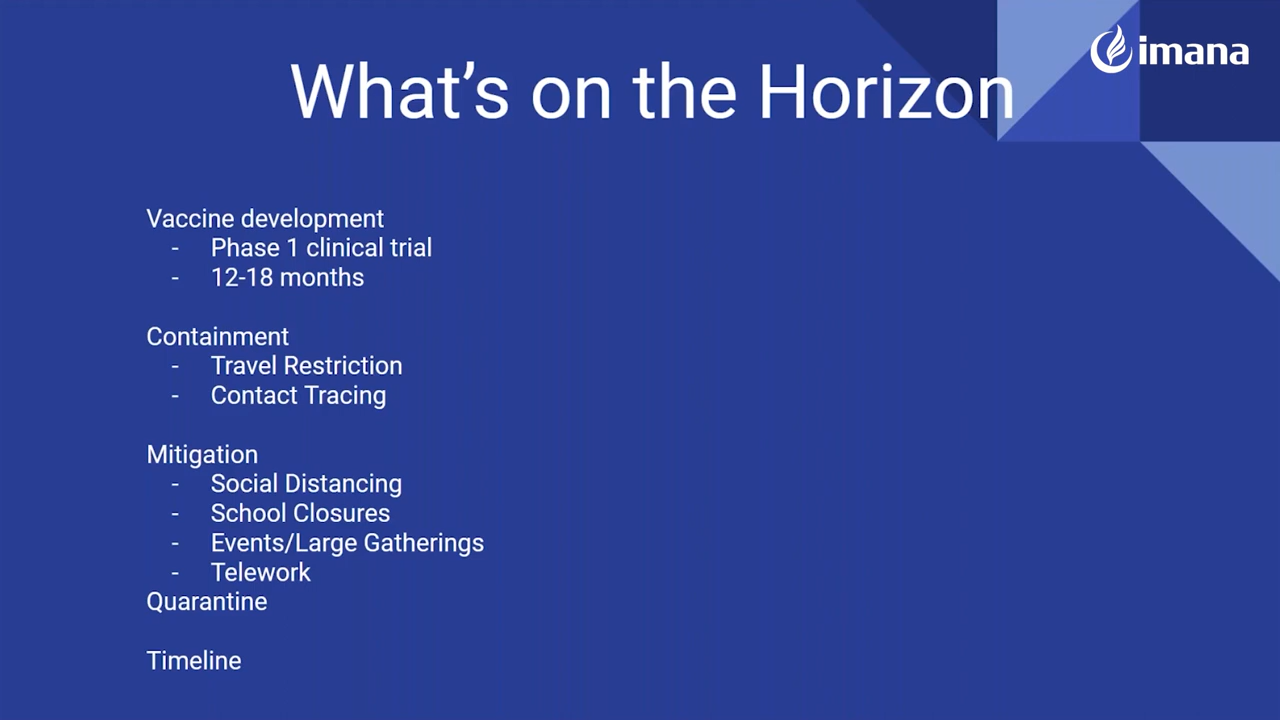 imana
What’s on the Horizon
Vaccine development
- Phase 1 clinical trial
- 12-18 months
Containment
- Travel Restriction
- Contact Tracing
Mitigation
- Social Distancing
- School Closures
- Events/Large Gatherings
- Telework
Quarantine
Timeline